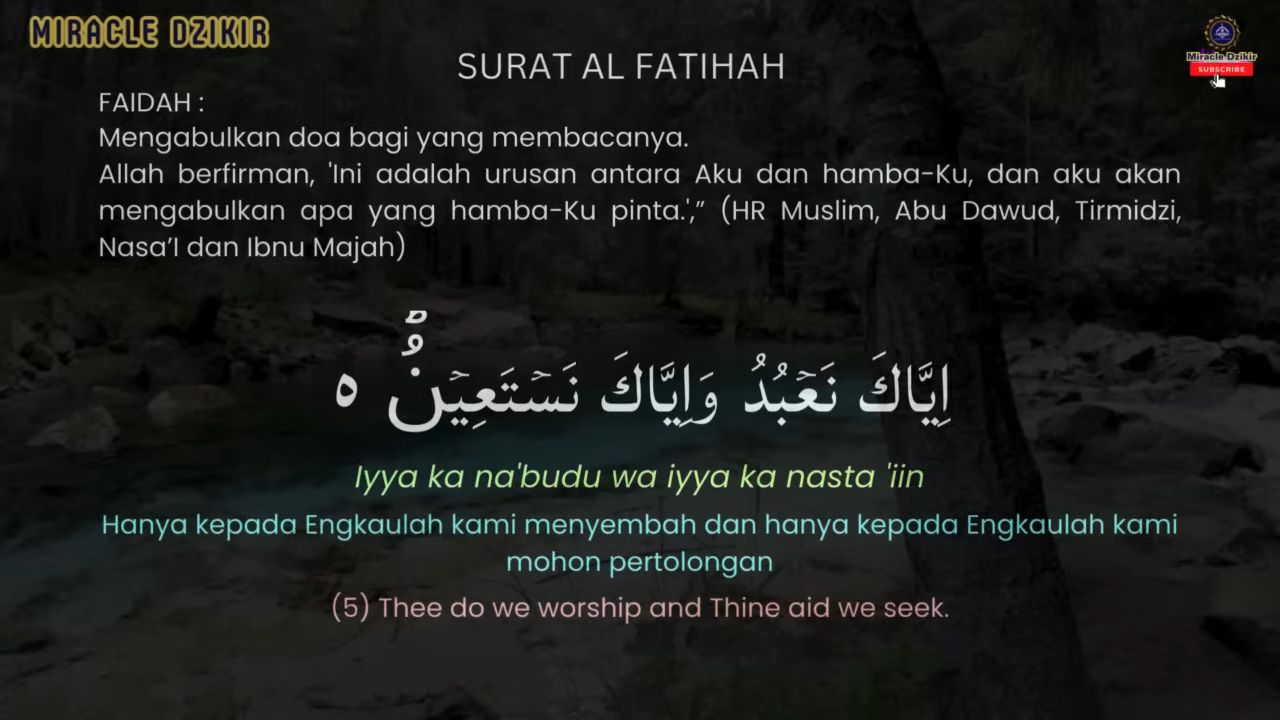 MIRACLE DZIKIR
Miracle Dzikir
SUBSCRIBE
SURAT AL FATIHAH
FAIDAH :
Mengabulkan doa bagi yang membacanya.
Allah berfirman, 'Ini adalah urusan antara Aku dan hamba-Ku, dan aku akan
mengabulkan apa yang hamba-Ku pinta.',” (HR Muslim, Abu Dawud, Tirmidzi,
Nasa’I dan Ibnu Majah)
اِيَّاكَ نَعۡبُدُ وَاِيَّاكَ نَسۡتَعِيۡنُؕ ٥
Iyya ka na'budu wa iyya ka nasta 'iin
Hanya kepada Engkaulah kami menyembah dan hanya kepada Engkaulah kami
mohon pertolongan
(5) Thee do we worship and Thine aid we seek.